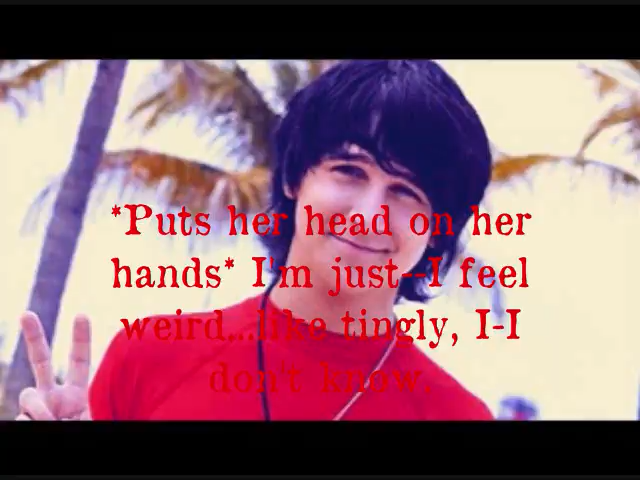 *Puts her head on her
hands* I'm just--I feel
weird...like tingly, I-I
don't know.